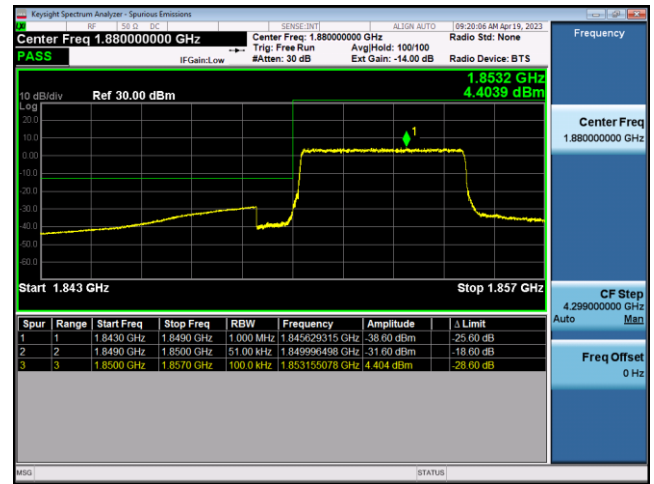 Keysight Spectrum Analyzer - Spurious Emissions
RF 50 Ω DC SENSE:INT ALIGN AUTO 09:20:06 AM Apr 19, 2023
Center Freq 1.880000000 GHz
Center Freq: 1.880000000 GHz Radio Std: None
Trig: Free Run Avg|Hold: 100/100
PASS IFGain:Low #Atten: 30 dB Ext Gain: -14.00 dB Radio Device: BTS
1.8532 GHz
10 dB/div Ref 30.00 dBm 4.4039 dBm
Log
20.0
10.0
1
0.00
-10.0
-20.0
-30.0
-40.0
-50.0
-60.0
Start 1.843 GHz Stop 1.857 GHz
Spur Range Start Freq Stop Freq RBW Frequency Amplitude Δ Limit
1 1 1.8430 GHz 1.8490 GHz 1.000 MHz 1.845629315 GHz -38.60 dBm -25.60 dB
2 2 1.8490 GHz 1.8500 GHz 51.00 kHz 1.849996498 GHz -31.60 dBm -18.60 dB
3 3 1.8500 GHz 1.8570 GHz 100.0 kHz 1.853155078 GHz 4.404 dBm -28.60 dB
MSG STATUS
Frequency
Center Freq
1.880000000 GHz
CF Step
4.299000000 GHz
Auto Man
Freq Offset
0 Hz